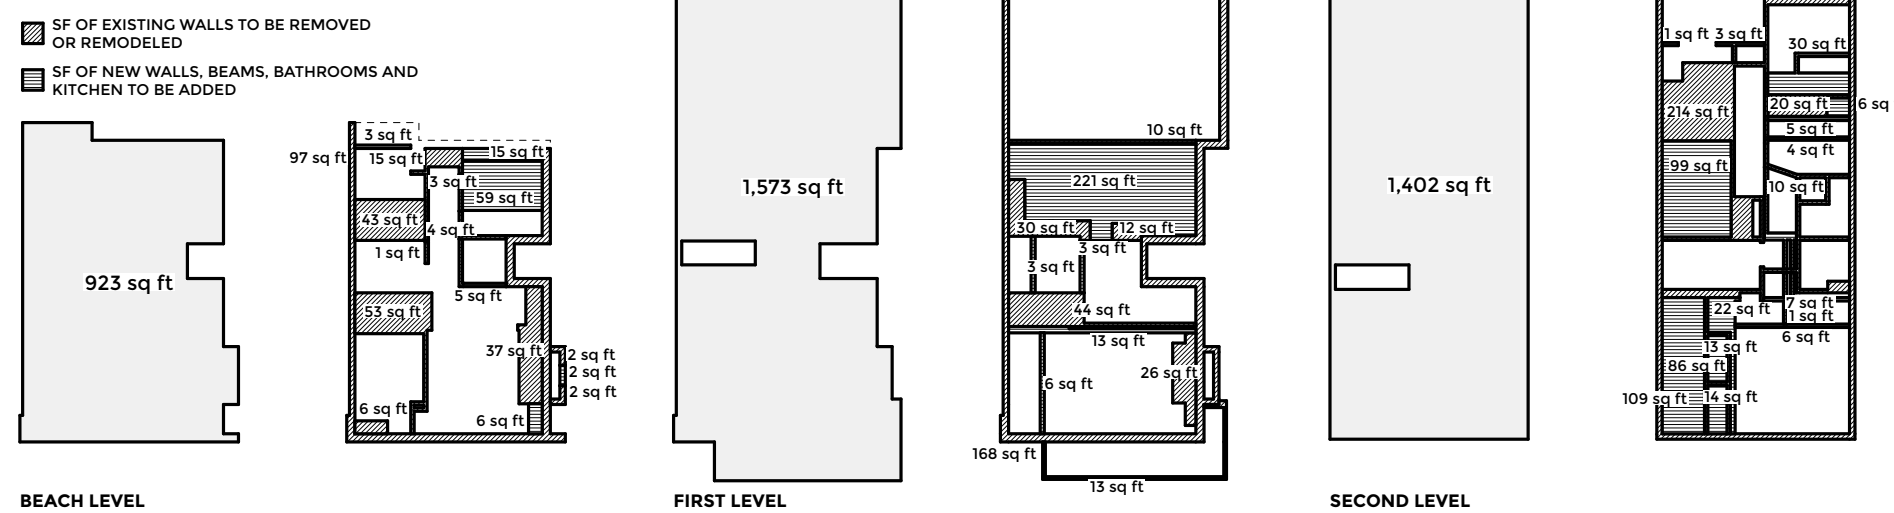 SF OF EXISTING WALLS TO BE REMOVED
OR REMODELED
SF OF NEW WALLS, BEAMS, BATHROOMS AND
KITCHEN TO BE ADDED
923 sq ft
3 sq ft
97 sq ft
15 sq ft
15 sq ft
3 sq ft
59 sq ft
43 sq ft
4 sq ft
1 sq ft
5 sq ft
53 sq ft
37 sq ft
2 sq ft
2 sq ft
2 sq ft
6 sq ft
6 sq ft
BEACH LEVEL
1,573 sq ft
10 sq ft
221 sq ft
30 sq ft
12 sq ft
3 sq ft
3 sq ft
44 sq ft
13 sq ft
26 sq ft
6 sq ft
168 sq ft
13 sq ft
FIRST LEVEL
1,402 sq ft
1 sq ft
3 sq ft
30 sq ft
214 sq ft
20 sq ft
6 sq
5 sq ft
4 sq ft
99 sq ft
10 sq ft
22 sq ft
7 sq ft
1 sq ft
6 sq ft
13 sq ft
86 sq ft
109 sq ft
14 sq ft
SECOND LEVEL